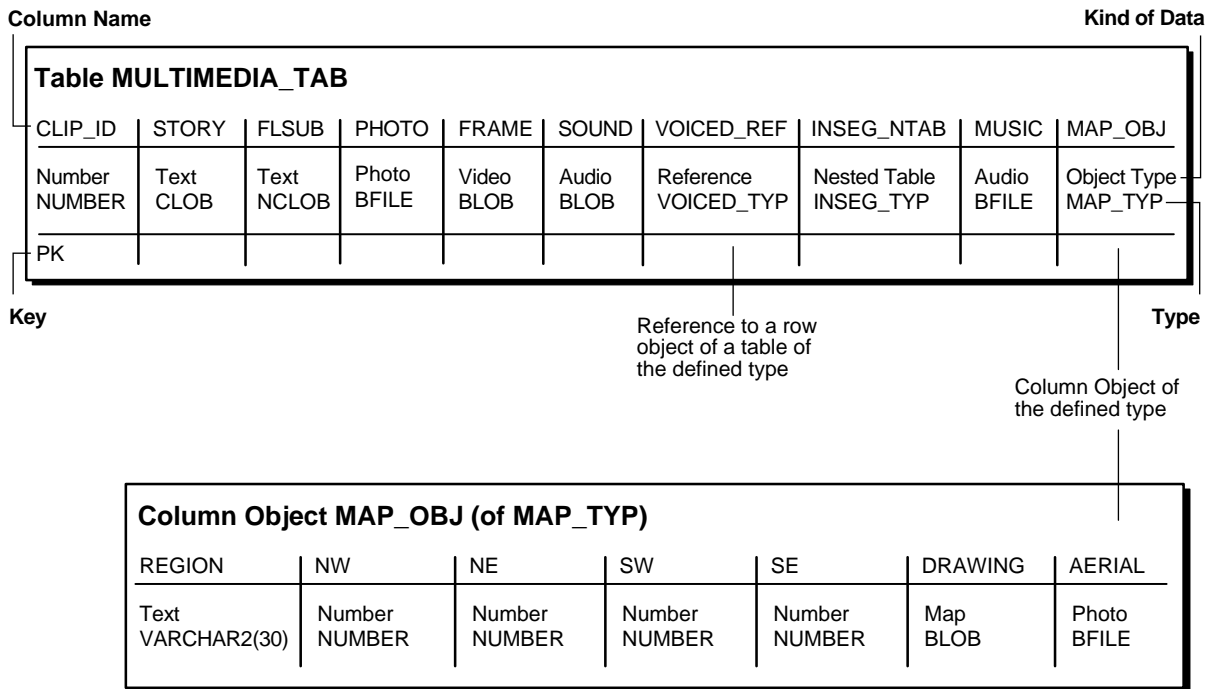 Column Name
Kind of Data
Table MULTIMEDIA_TAB
CLIP_ID STORY FLSUB PHOTO FRAME SOUND VOICED_REF INSEG_NTAB MUSIC MAP_OBJ
Number Text Text Photo Video Audio Reference Nested Table Audio Object Type
NUMBER CLOB NCLOB BFILE BLOB BLOB VOICED_TYP INSEG_TYP BFILE MAP_TYP
PK
Key
Type
Reference to a row
object of a table of
the defined type
Column Object of
the defined type
Column Object MAP_OBJ (of MAP_TYP)
REGION NW NE SW SE DRAWING AERIAL
Text Number Number Number Number Map Photo
VARCHAR2(30) NUMBER NUMBER NUMBER NUMBER BLOB BFILE